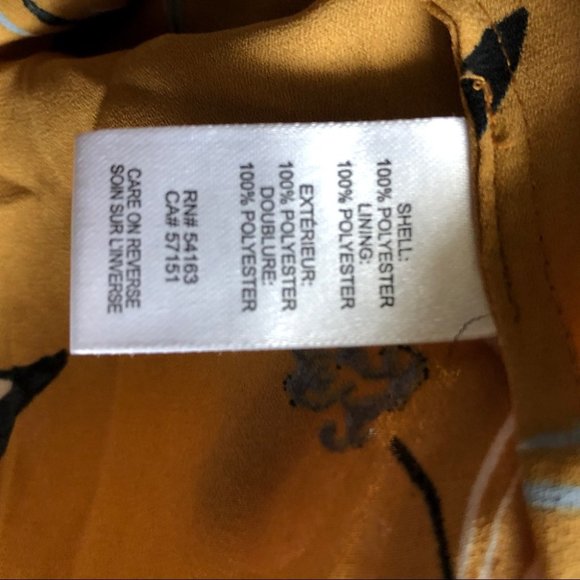 SHELL:
100% POLYESTER
LINING:
100% POLYESTER
EXTÉRIEUR:
100% POLYESTER
DOUBLURE:
100% POLYESTER
RN# 54163
CA# 57151
CARE ON REVERSE
SOIN SUR L'INVERSE